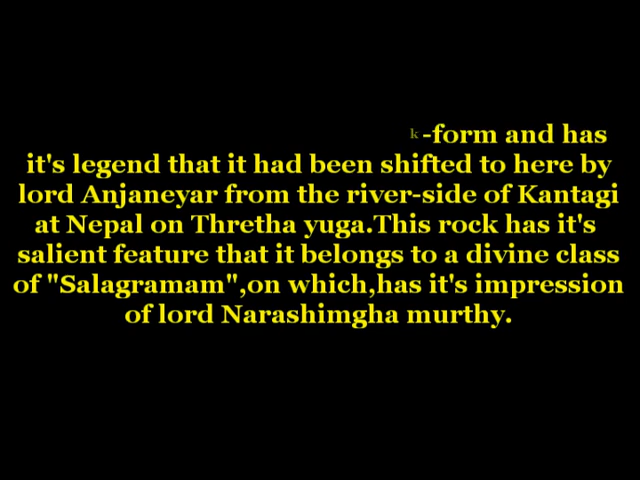 k -form and has
it's legend that it had been shifted to here by
lord Anjaneyar from the river-side of Kantagi
at Nepal on Thretha yuga.This rock has it's
salient feature that it belongs to a divine class
of "Salagramam",on which,has it's impression
of lord Narashimgha murthy.